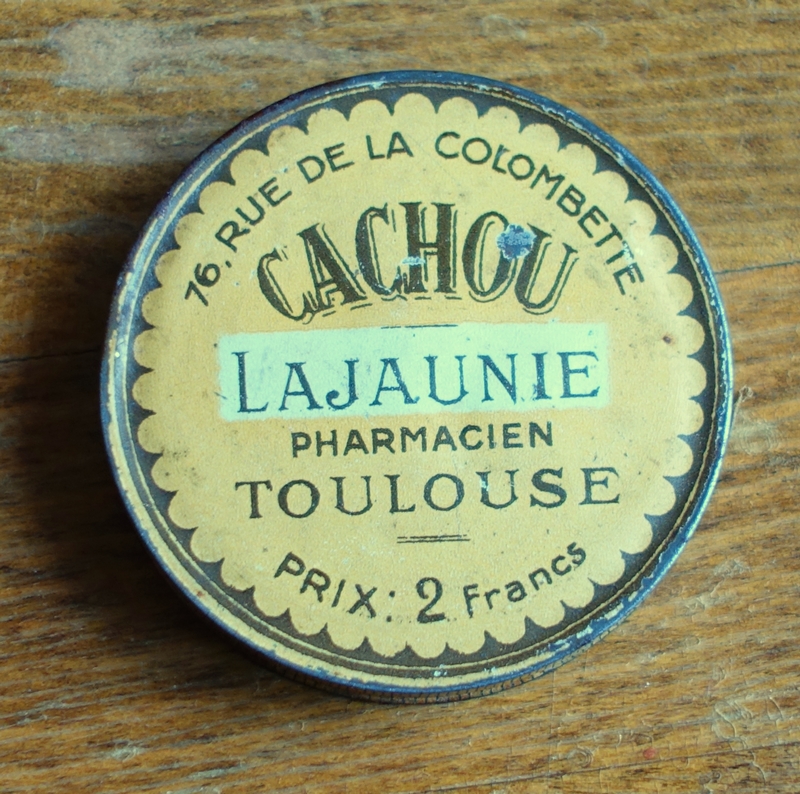 76, RUE DE LA COLOMBETTE
CACHOU
LAJAUNIE
PHARMACIEN
TOULOUSE
PRIX: 2 Francs